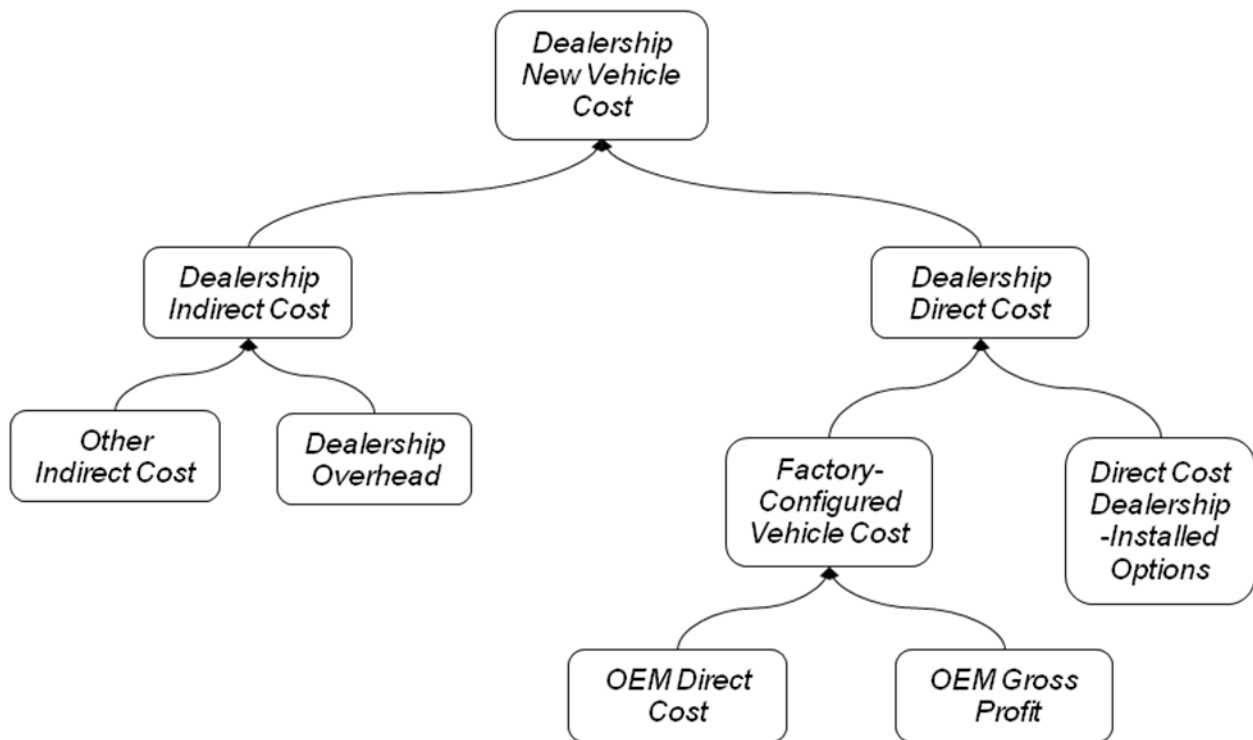 Dealership
New Vehicle
Cost
Dealership
Indirect Cost
Dealership
Direct Cost
Other
Indirect Cost
Dealership
Overhead
Factory-
Configured
Vehicle Cost
Direct Cost
Dealership
-Installed
Options
OEM Direct
Cost
OEM Gross
Profit